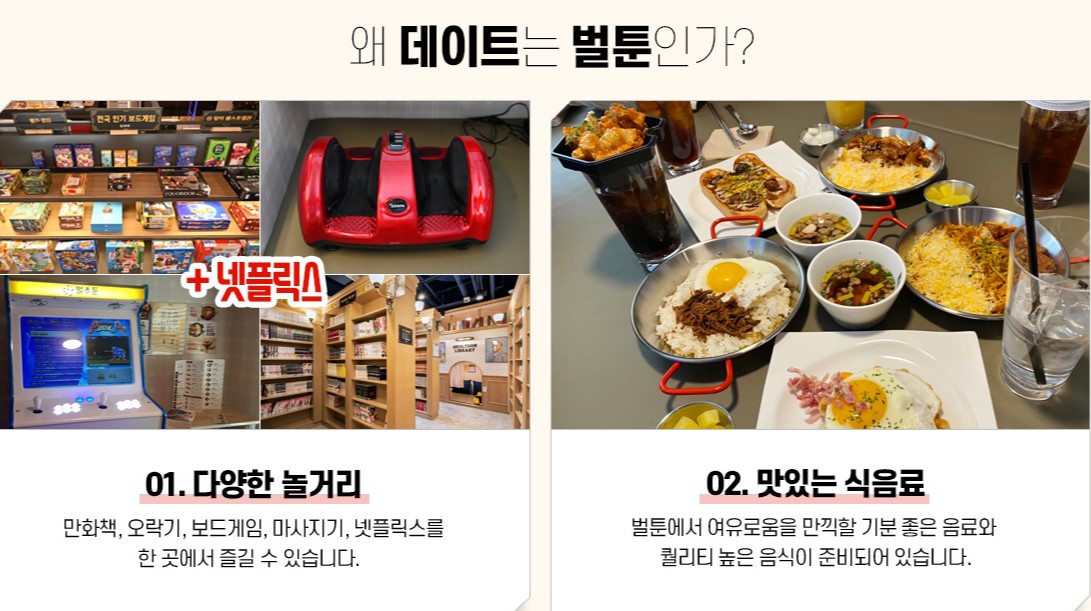 왜 데이트는 벌툰인가?
전국 인기 보드게임
+ 넷플릭스
벌툰
BEOLTOON
LIBRARY
01. 다양한 놀거리
만화책, 오락기, 보드게임, 마사지기, 넷플릭스를
한 곳에서 즐길 수 있습니다.
02. 맛있는 식음료
벌툰에서 여유로움을 만끽할 기분 좋은 음료와
퀄리티 높은 음식이 준비되어 있습니다.